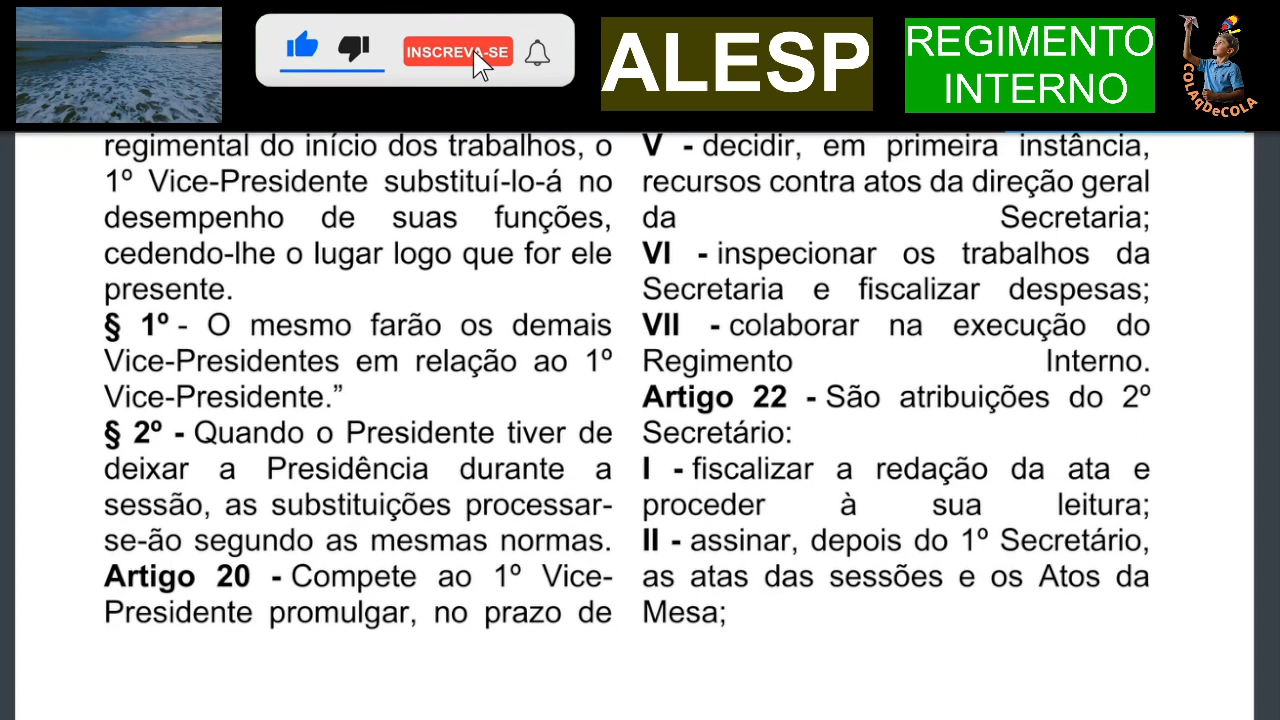 INSCREVA-SE
ALESP
REGIMENTO
INTERNO
COLAqDeCOLA
regimental do início dos trabalhos, o
1º Vice-Presidente substituí-lo-á no
desempenho de suas funções,
cedendo-lhe o lugar logo que for ele
presente.
§ 1º - O mesmo farão os demais
Vice-Presidentes em relação ao 1º
Vice-Presidente.”
§ 2º - Quando o Presidente tiver de
deixar a Presidência durante a
sessão, as substituições processar-
se-ão segundo as mesmas normas.
Artigo 20 - Compete ao 1º Vice-
Presidente promulgar, no prazo de
V - decidir, em primeira instância,
recursos contra atos da direção geral
da Secretaria;
VI - inspecionar os trabalhos da
Secretaria e fiscalizar despesas;
VII - colaborar na execução do
Regimento Interno.
Artigo 22 - São atribuições do 2º
Secretário:
I - fiscalizar a redação da ata e
proceder à sua leitura;
II - assinar, depois do 1º Secretário,
as atas das sessões e os Atos da
Mesa;